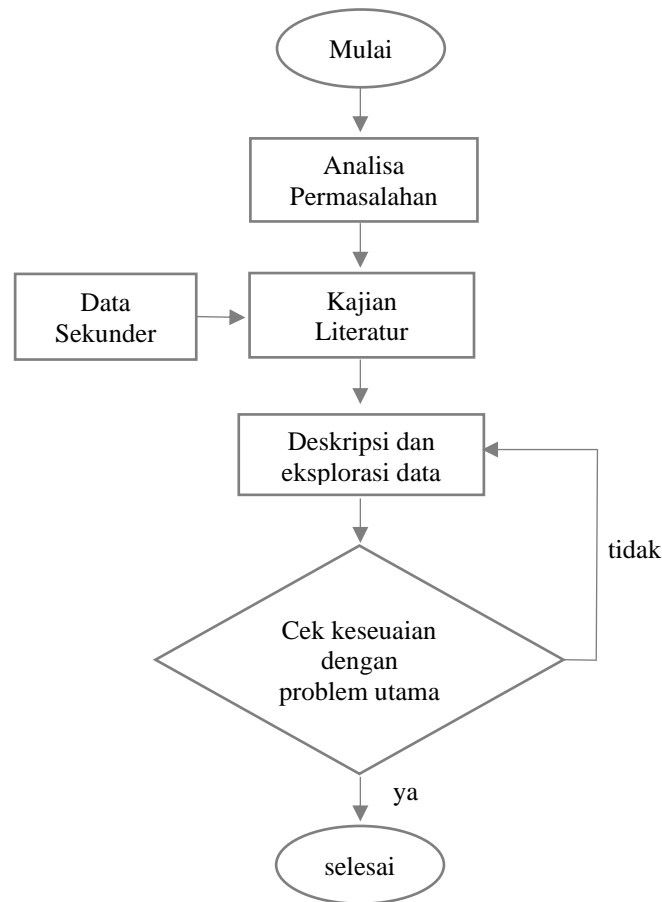 Mulai
Analisa
Permasalahan
Data
Sekunder
Kajian
Literatur
Deskripsi dan
eksplorasi data
tidak
Cek keseuaian
dengan
problem utama
ya
selesai